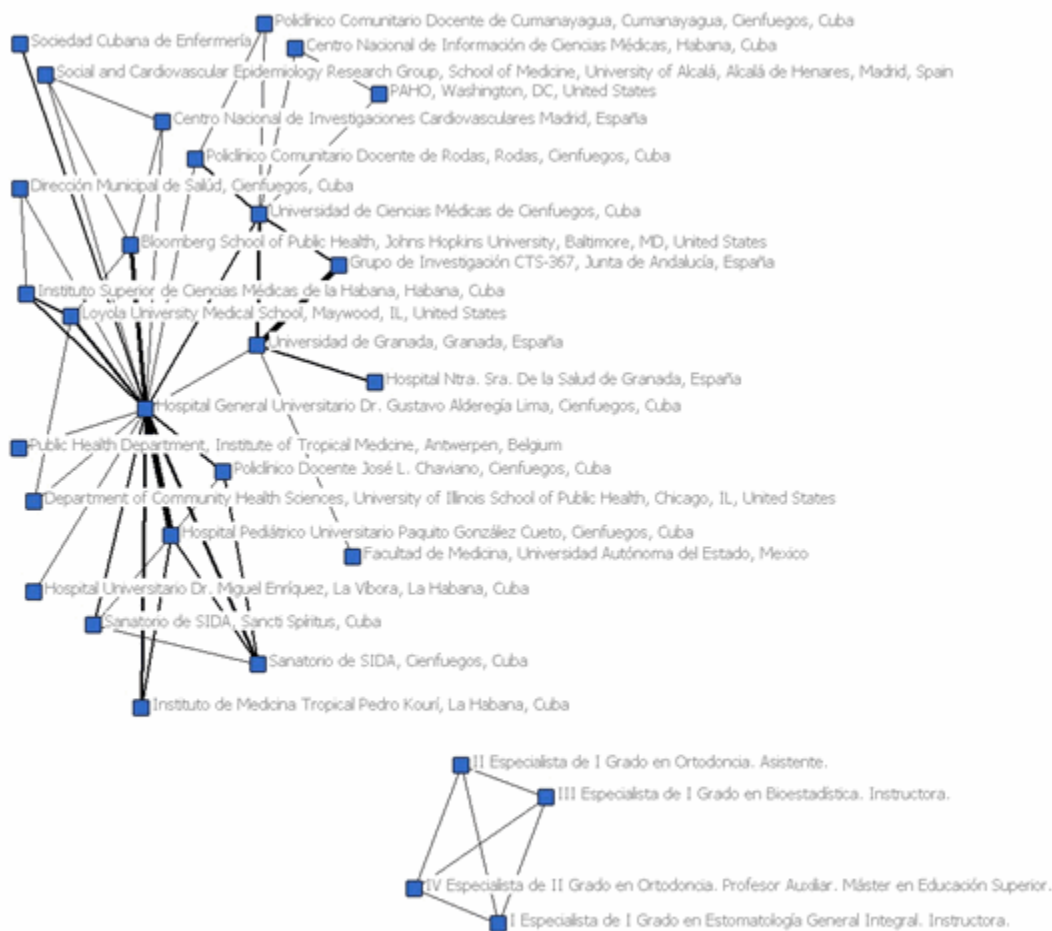 Policlínico Comunitario Docente de Cumanayagua, Cumanayagua, Cienfuegos, Cuba
Sociedad Cubana de Enfermería
Centro Nacional de Información de Ciencias Médicas, Habana, Cuba
Social and Cardiovascular Epidemiology Research Group, School of Medicine, University of Alcalá, Alcalá de Henares, Madrid, Spain
PAHO, Washington, DC, United States
Centro Nacional de Investigaciones Cardiovasculares Madrid, España
Policlínico Comunitario Docente de Rodas, Rodas, Cienfuegos, Cuba
Dirección Municipal de Salúd, Cienfuegos, Cuba
Universidad de Ciencias Médicas de Cienfuegos, Cuba
Bloomberg School of Public Health, Johns Hopkins University, Baltimore, MD, United States
Grupo de Investigación CTS-367, Junta de Andalucía, España
Instituto Superior de Ciencias Médicas de la Habana, Habana, Cuba
Loyola University Medical School, Maywood, IL, United States
Universidad de Granada, Granada, España
Hospital Ntra. Sra. De la Salud de Granada, España
Hospital General Universitario Dr. Gustavo Alderegía Lima, Cienfuegos, Cuba
Public Health Department, Institute of Tropical Medicine, Antwerpen, Belgium
Policlínico Docente José L. Chaviano, Cienfuegos, Cuba
Department of Community Health Sciences, University of Illinois School of Public Health, Chicago, IL, United States
Hospital Pediátrico Universitario Paquito González Cueto, Cienfuegos, Cuba
Facultad de Medicina, Universidad Autónoma del Estado, Mexico
Hospital Universitario Dr. Miguel Enríquez, La Víbora, La Habana, Cuba
Sanatorio de SIDA, Sancti Spíritus, Cuba
Sanatorio de SIDA, Cienfuegos, Cuba
Instituto de Medicina Tropical Pedro Kourí, La Habana, Cuba
II Especialista de I Grado en Ortodoncia. Asistente.
III Especialista de I Grado en Bioestadística. Instructora.
IV Especialista de II Grado en Ortodoncia. Profesor Auxiliar. Máster en Educación Superior.
I Especialista de I Grado en Estomatología General Integral. Instructora.